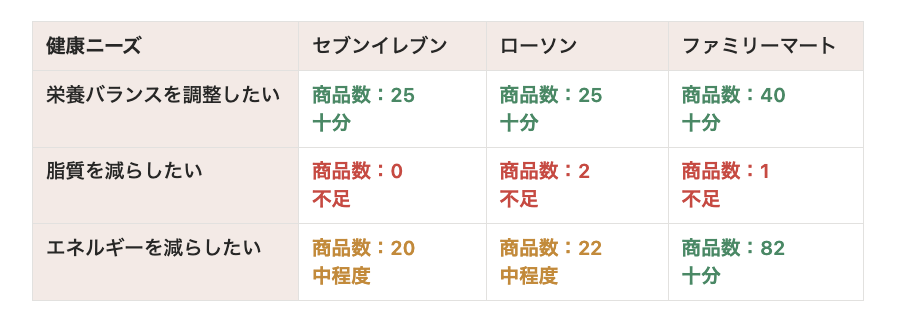 健康ニーズ
セブンイレブン
ローソン
ファミリーマート
栄養バランスを調整したい
商品数：25
十分
商品数：25
十分
商品数：40
十分
脂質を減らしたい
商品数：0
不足
商品数：2
不足
商品数：1
不足
エネルギーを減らしたい
商品数：20
中程度
商品数：22
中程度
商品数：82
十分